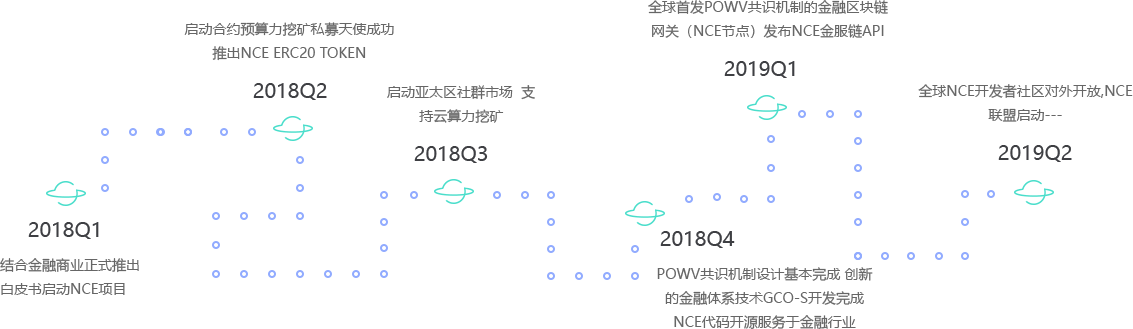 2018Q1
结合金融商业正式推出
白皮书启动NCE项目
启动合约预算力挖矿私募天使成功
推出NCE ERC20 TOKEN
2018Q2
启动亚太区社群市场 支
持云算力挖矿
2018Q3
2018Q4
POWV共识机制设计基本完成 创新
的金融体系技术GCO-S开发完成
NCE代码开源服务于金融行业
全球首发POWV共识机制的金融区块链
网关（NCE节点）发布NCE金服链API
2019Q1
全球NCE开发者社区对外开放,NCE
联盟启动---
2019Q2